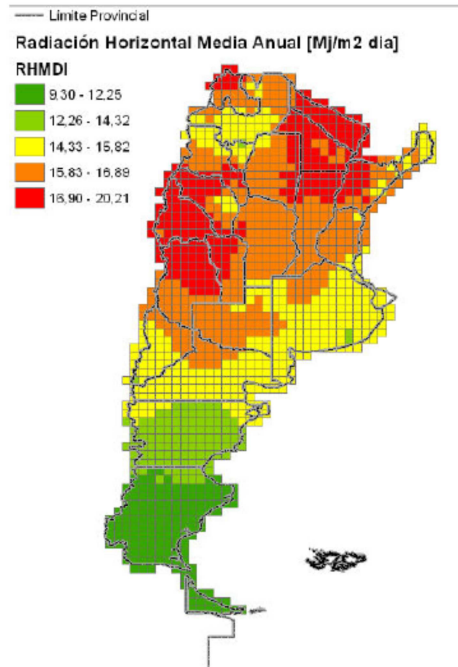 Limite Provincial
Radiación Horizontal Media Anual [Mj/m2 dia]
RHMDI
9,30 - 12,25
12,26 - 14,32
14,33 - 15,82
15,83 - 16,89
16,90 - 20,21